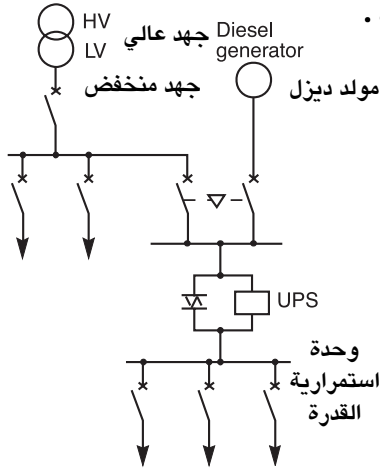 HV
LV
جهد عالي
جهد منخفض
Diesel
generator
مولد ديزل
UPS
وحدة
استمرارية
القدرة